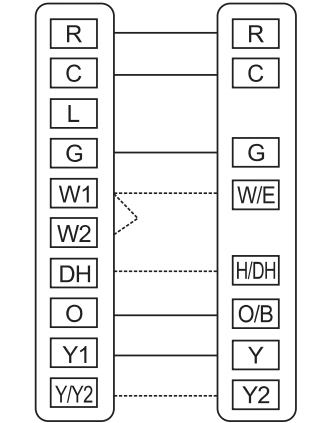 R R
C C
L
G G
W1 W/E
W2
DH H/DH
O O/B
Y1 Y
Y/Y2 Y2